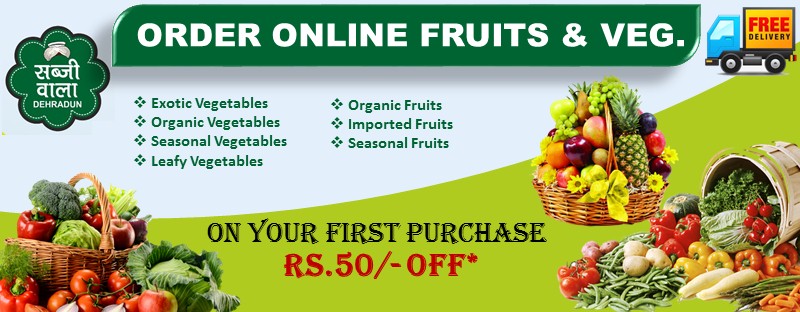 ORDER ONLINE FRUITS & VEG.
FREE
DELIVERY
सब्जी
वाला
DEHRADUN
❖ Exotic Vegetables
❖ Organic Vegetables
❖ Seasonal Vegetables
❖ Leafy Vegetables
❖ Organic Fruits
❖ Imported Fruits
❖ Seasonal Fruits
ON YOUR FIRST PURCHASE
RS.50/- OFF*